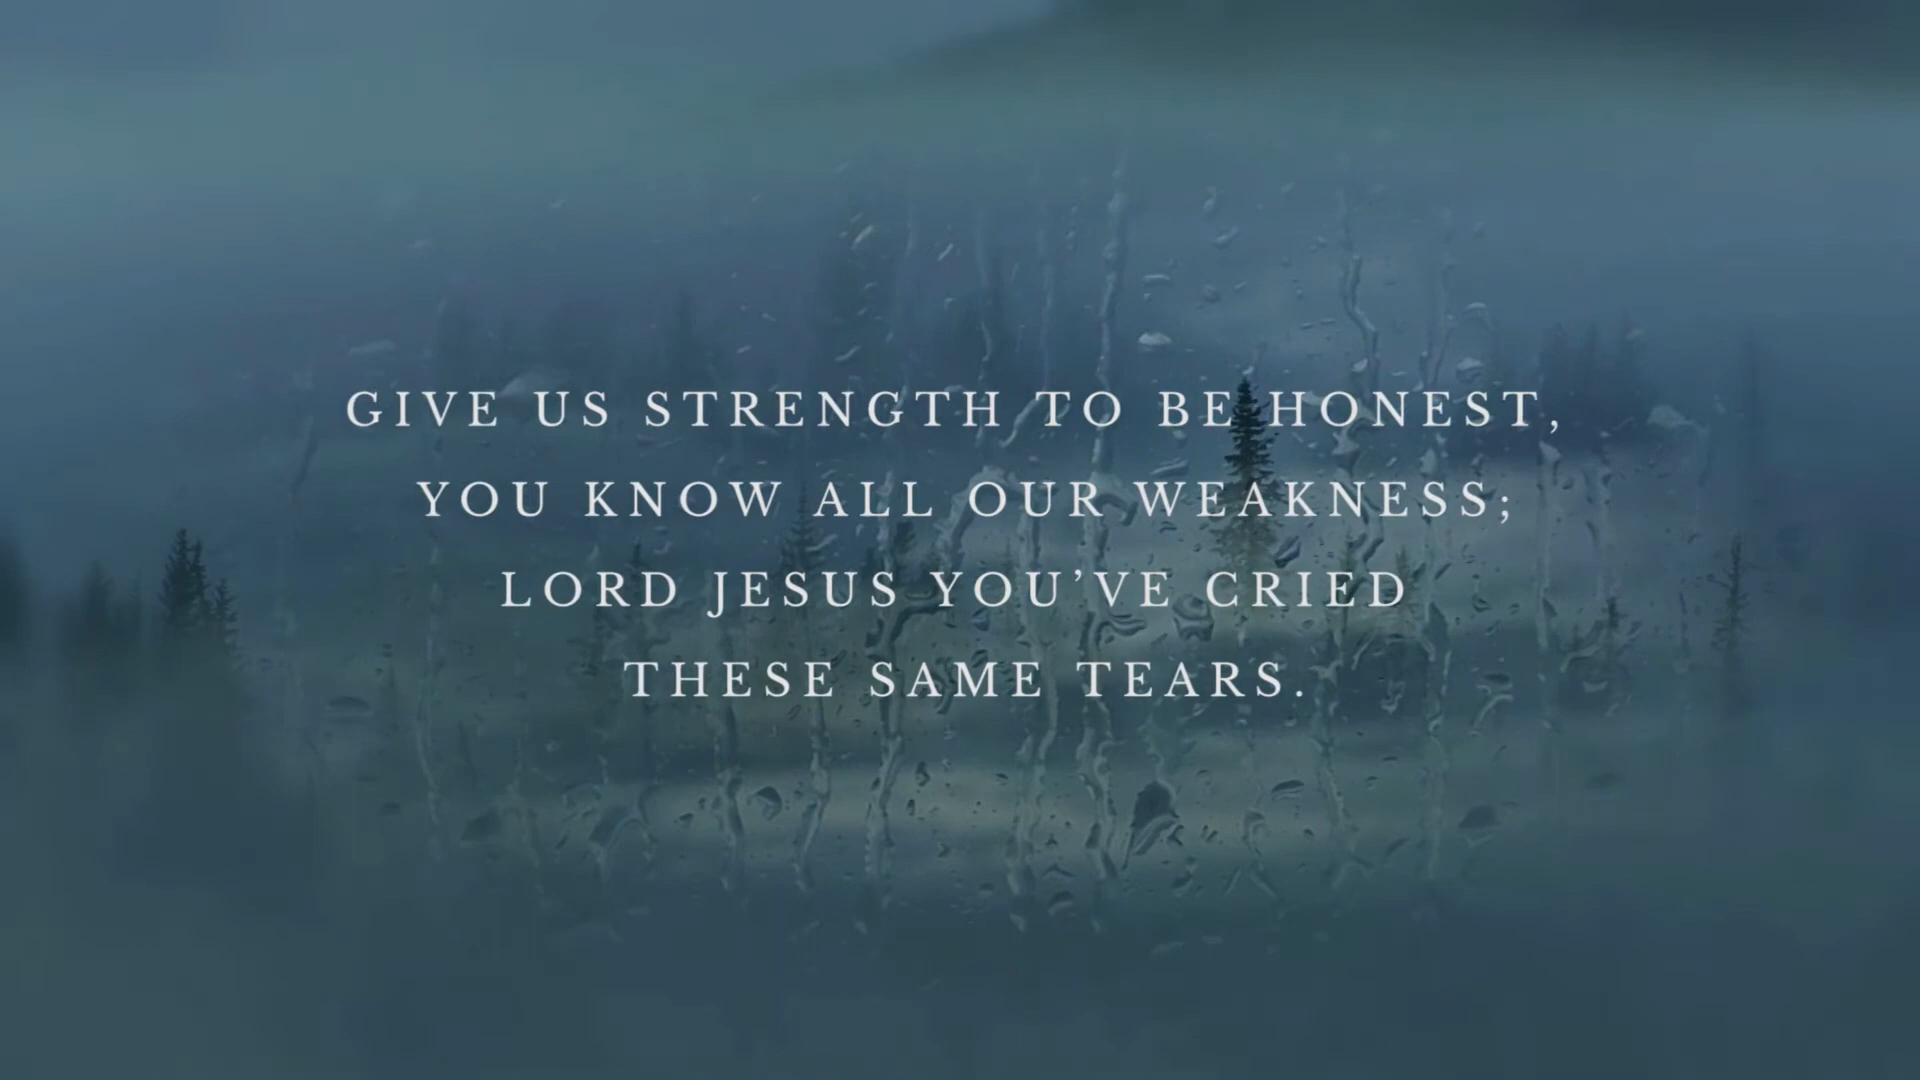 GIVE US STRENGTH TO BE HONEST,
YOU KNOW ALL OUR WEAKNESS;
LORD JESUS YOU’VE CRIED
THESE SAME TEARS.